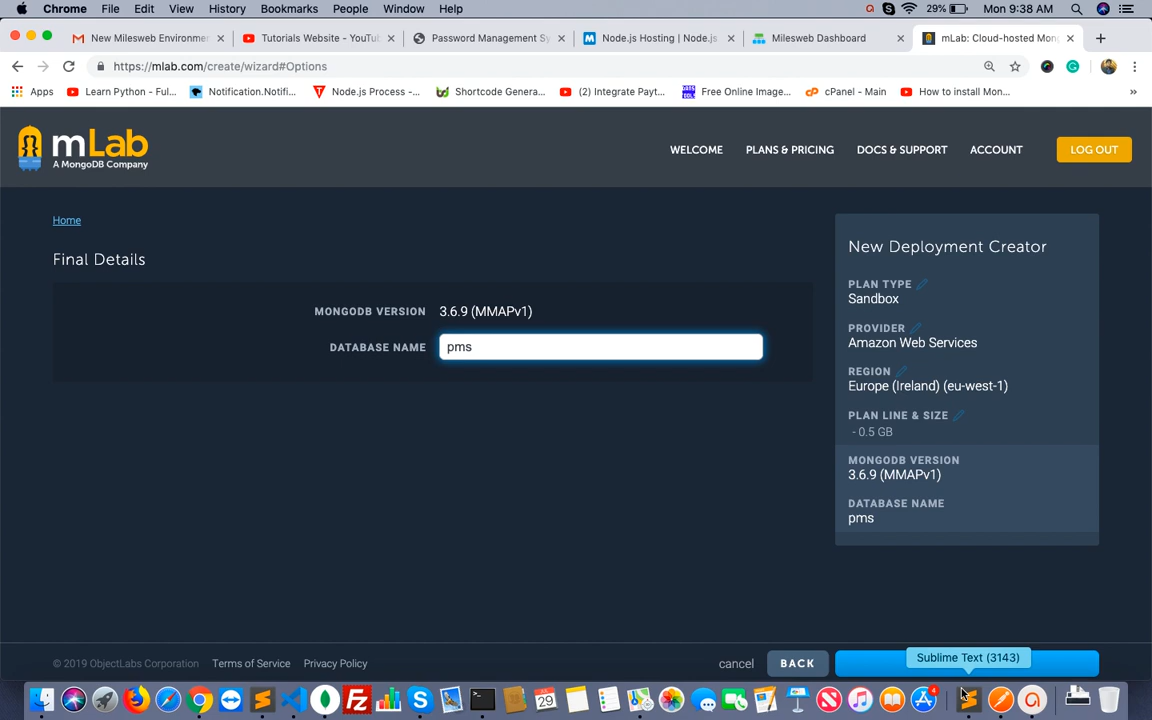 Chrome File Edit View History Bookmarks People Window Help 29% Mon 9:38 AM
New Milesweb Environme Tutorials Website - YouTu Password Management Sy Node.js Hosting | Node.js Milesweb Dashboard mLab: Cloud-hosted Mon
https://mlab.com/create/wizard#Options
Apps Learn Python - Ful... Notification.Notifi... Node.js Process -... Shortcode Genera... (2) Integrate Payt... Free Online Image... cPanel - Main How to install Mon...
mLab
A MongoDB Company
WELCOME PLANS & PRICING DOCS & SUPPORT ACCOUNT LOG OUT
Home
Final Details
MONGODB VERSION 3.6.9 (MMAPv1)
DATABASE NAME pms
New Deployment Creator
PLAN TYPE
Sandbox
PROVIDER
Amazon Web Services
REGION
Europe (Ireland) (eu-west-1)
PLAN LINE & SIZE
- 0.5 GB
MONGODB VERSION
3.6.9 (MMAPv1)
DATABASE NAME
pms
© 2019 ObjectLabs Corporation Terms of Service Privacy Policy cancel BACK
Sublime Text (3143)